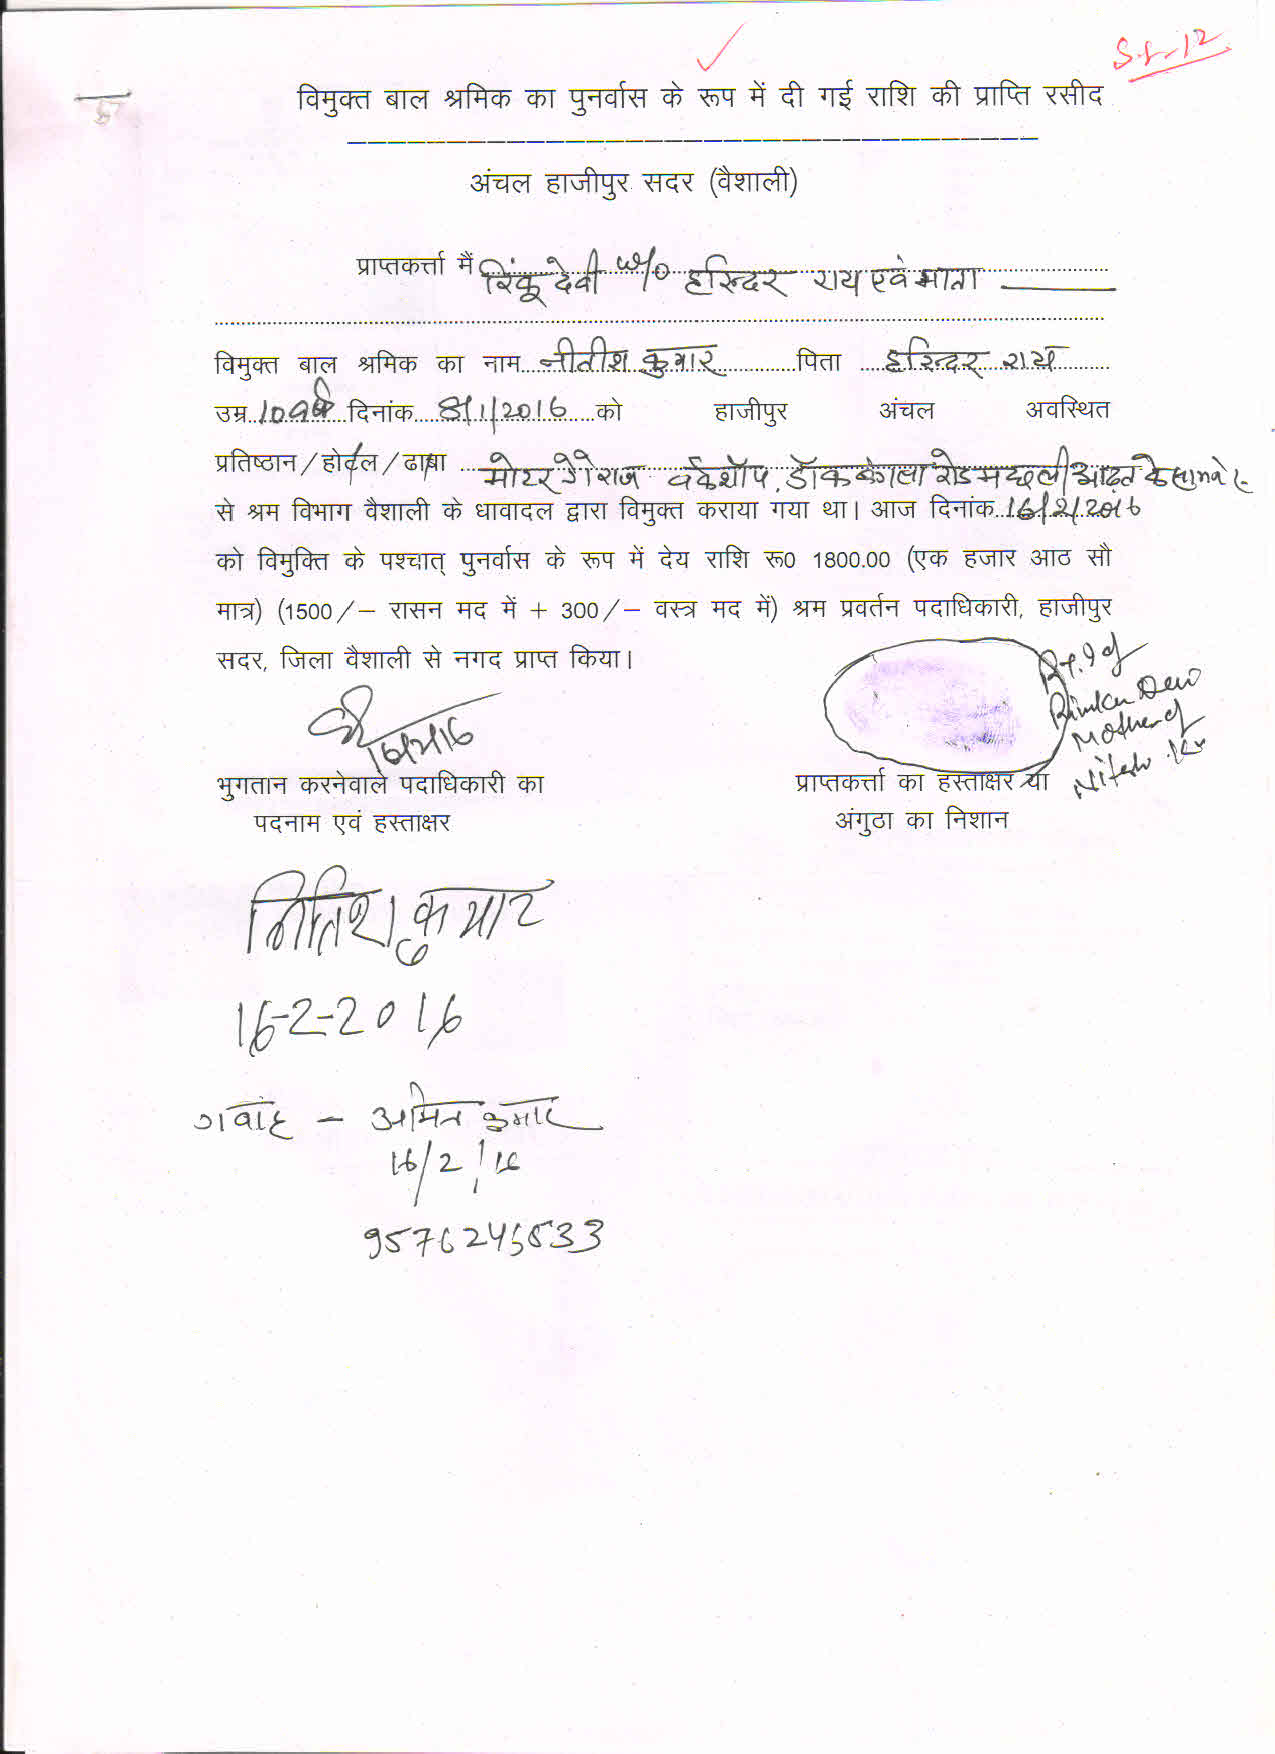 Sr-12
विमुक्त बाल श्रमिक का पुनर्वास के रूप में दी गई राशि की प्राप्ति रसीद
अंचल हाजीपुर सदर (वैशाली)
प्राप्तकर्त्ता मैं रिंकू देवी w/o हरिन्दर राय एवं माता
विमुक्त बाल श्रमिक का नाम नीतीश कुमार पिता हरिन्दर राय
उम्र 10 वर्ष दिनांक 8/1/2016 को हाजीपुर अंचल अवस्थित
प्रतिष्ठान/होटल/ढाबा मोटर गैरेज वर्कशॉप, डॉक बंगला रोड मछली आढ़त के सामने
से श्रम विभाग वैशाली के धावादल द्वारा विमुक्त कराया गया था। आज दिनांक 16/2/2016
को विमुक्ति के पश्चात् पुनर्वास के रूप में देय राशि रू0 1800.00 (एक हजार आठ सौ
मात्र) (1500/– रासन मद में + 300/– वस्त्र मद में) श्रम प्रवर्तन पदाधिकारी, हाजीपुर
सदर, जिला वैशाली से नगद प्राप्त किया।
of
Rinku Devi
Mother of
Nitesh Kr
भुगतान करनेवाले पदाधिकारी का
पदनाम एवं हस्ताक्षर
प्राप्तकर्त्ता का हस्ताक्षर या
अंगुठा का निशान
नितिश कुमार
16-2-2016
गवाह – अमित कुमार
16/2/16
9576245833